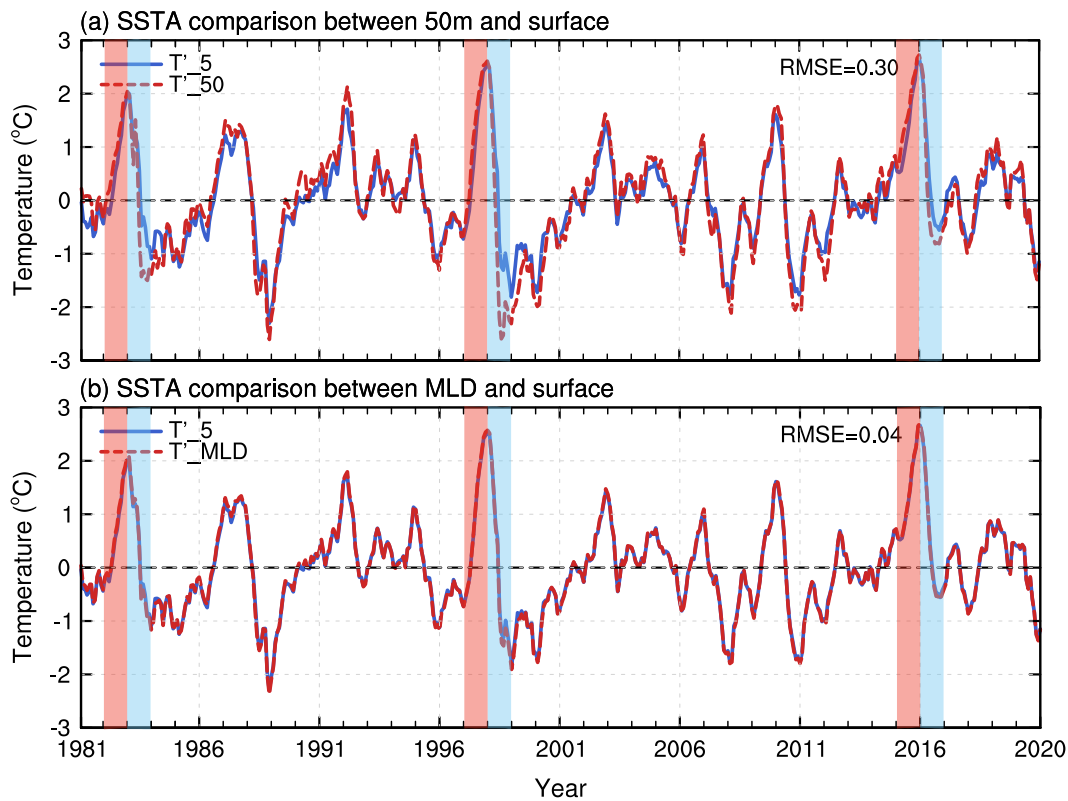 (a) SSTA comparison between 50m and surface
3
2
1
0
-1
-2
-3
Temperature (°C)
T'_5
T'_50
RMSE=0.30
(b) SSTA comparison between MLD and surface
3
2
1
0
-1
-2
-3
Temperature (°C)
T'_5
T'_MLD
RMSE=0.04
1981 1986 1991 1996 2001 2006 2011 2016 2020
Year